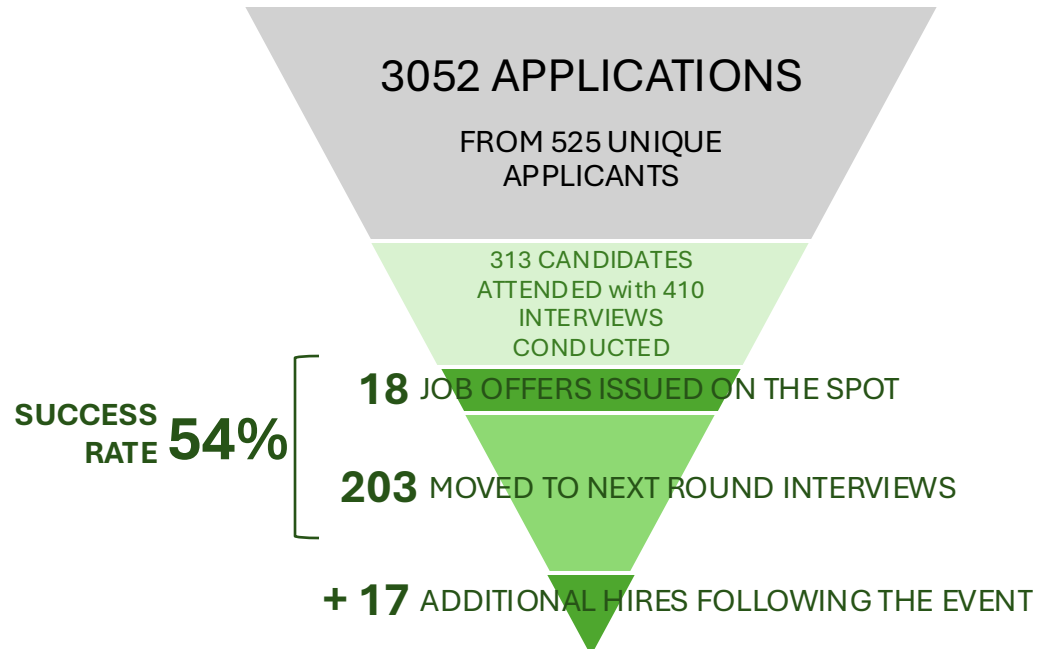 3052 APPLICATIONS
FROM 525 UNIQUE
APPLICANTS
313 CANDIDATES
ATTENDED with 410
INTERVIEWS
CONDUCTED
18 JOB OFFERS ISSUED ON THE SPOT
SUCCESS
RATE 54%
203 MOVED TO NEXT ROUND INTERVIEWS
+ 17 ADDITIONAL HIRES FOLLOWING THE EVENT